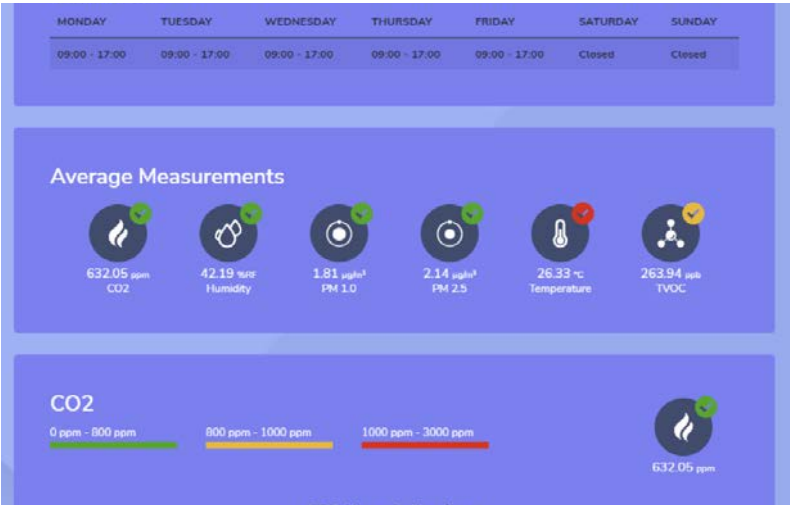 MONDAY TUESDAY WEDNESDAY THURSDAY FRIDAY SATURDAY SUNDAY
09:00 - 17:00 09:00 - 17:00 09:00 - 17:00 09:00 - 17:00 09:00 - 17:00 Closed Closed
Average Measurements
632.05 ppm 42.19 %RF 1.81 µg/m³ 2.14 µg/m³ 26.33 °C 263.94 ppb
CO2 Humidity PM 1.0 PM 2.5 Temperature TVOC
CO2
0 ppm - 800 ppm 800 ppm - 1000 ppm 1000 ppm - 3000 ppm
632.05 ppm